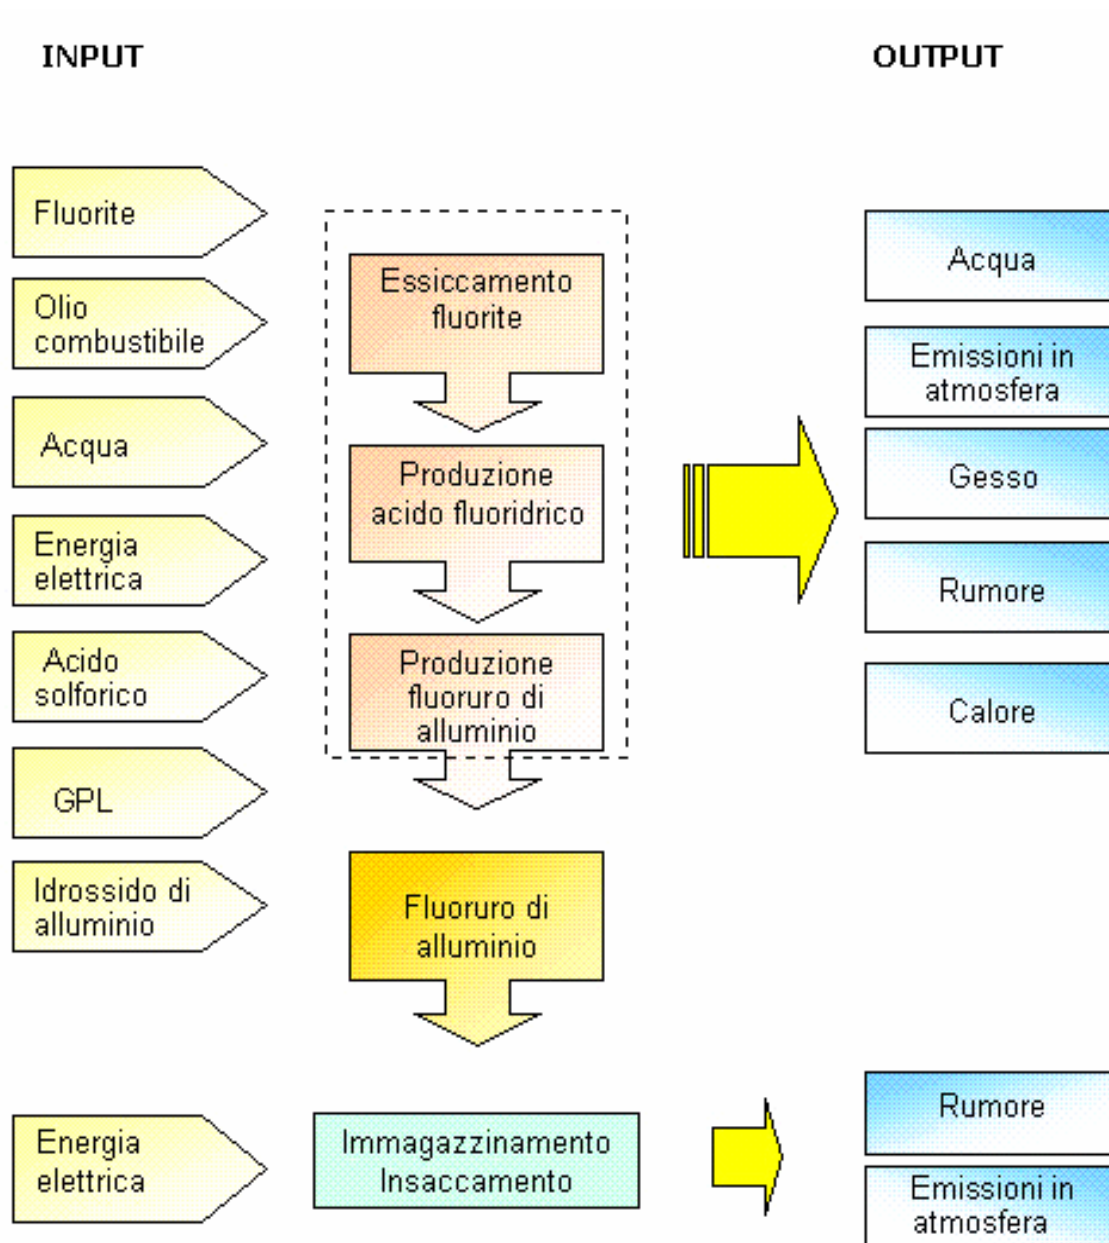 INPUT
OUTPUT
Fluorite
Olio
combustibile
Acqua
Energia
elettrica
Acido
solforico
GPL
Idrossido di
alluminio
Essiccamento
fluorite
Produzione
acido fluoridrico
Produzione
fluoruro di
alluminio
Fluoruro di
alluminio
Acqua
Emissioni in
atmosfera
Gesso
Rumore
Calore
Energia
elettrica
Immagazzinamento
Insaccamento
Rumore
Emissioni in
atmosfera